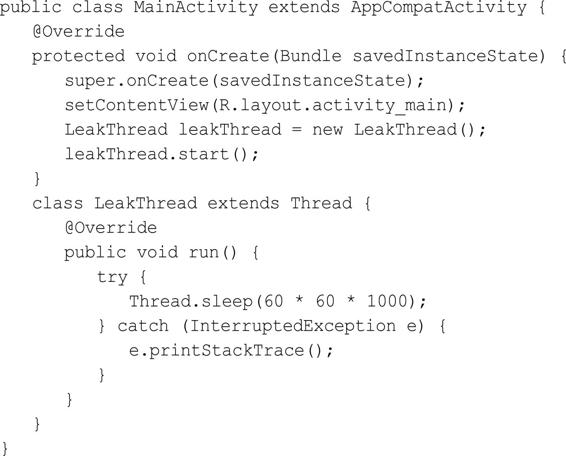 public class MainActivity extends AppCompatActivity {
@Override
protected void onCreate(Bundle savedInstanceState) {
super.onCreate(savedInstanceState);
setContentView(R.layout.activity_main);
LeakThread leakThread = new LeakThread();
leakThread.start();
}
class LeakThread extends Thread {
@Override
public void run() {
try {
Thread.sleep(60 * 60 * 1000);
} catch (InterruptedException e) {
e.printStackTrace();
}
}
}
}